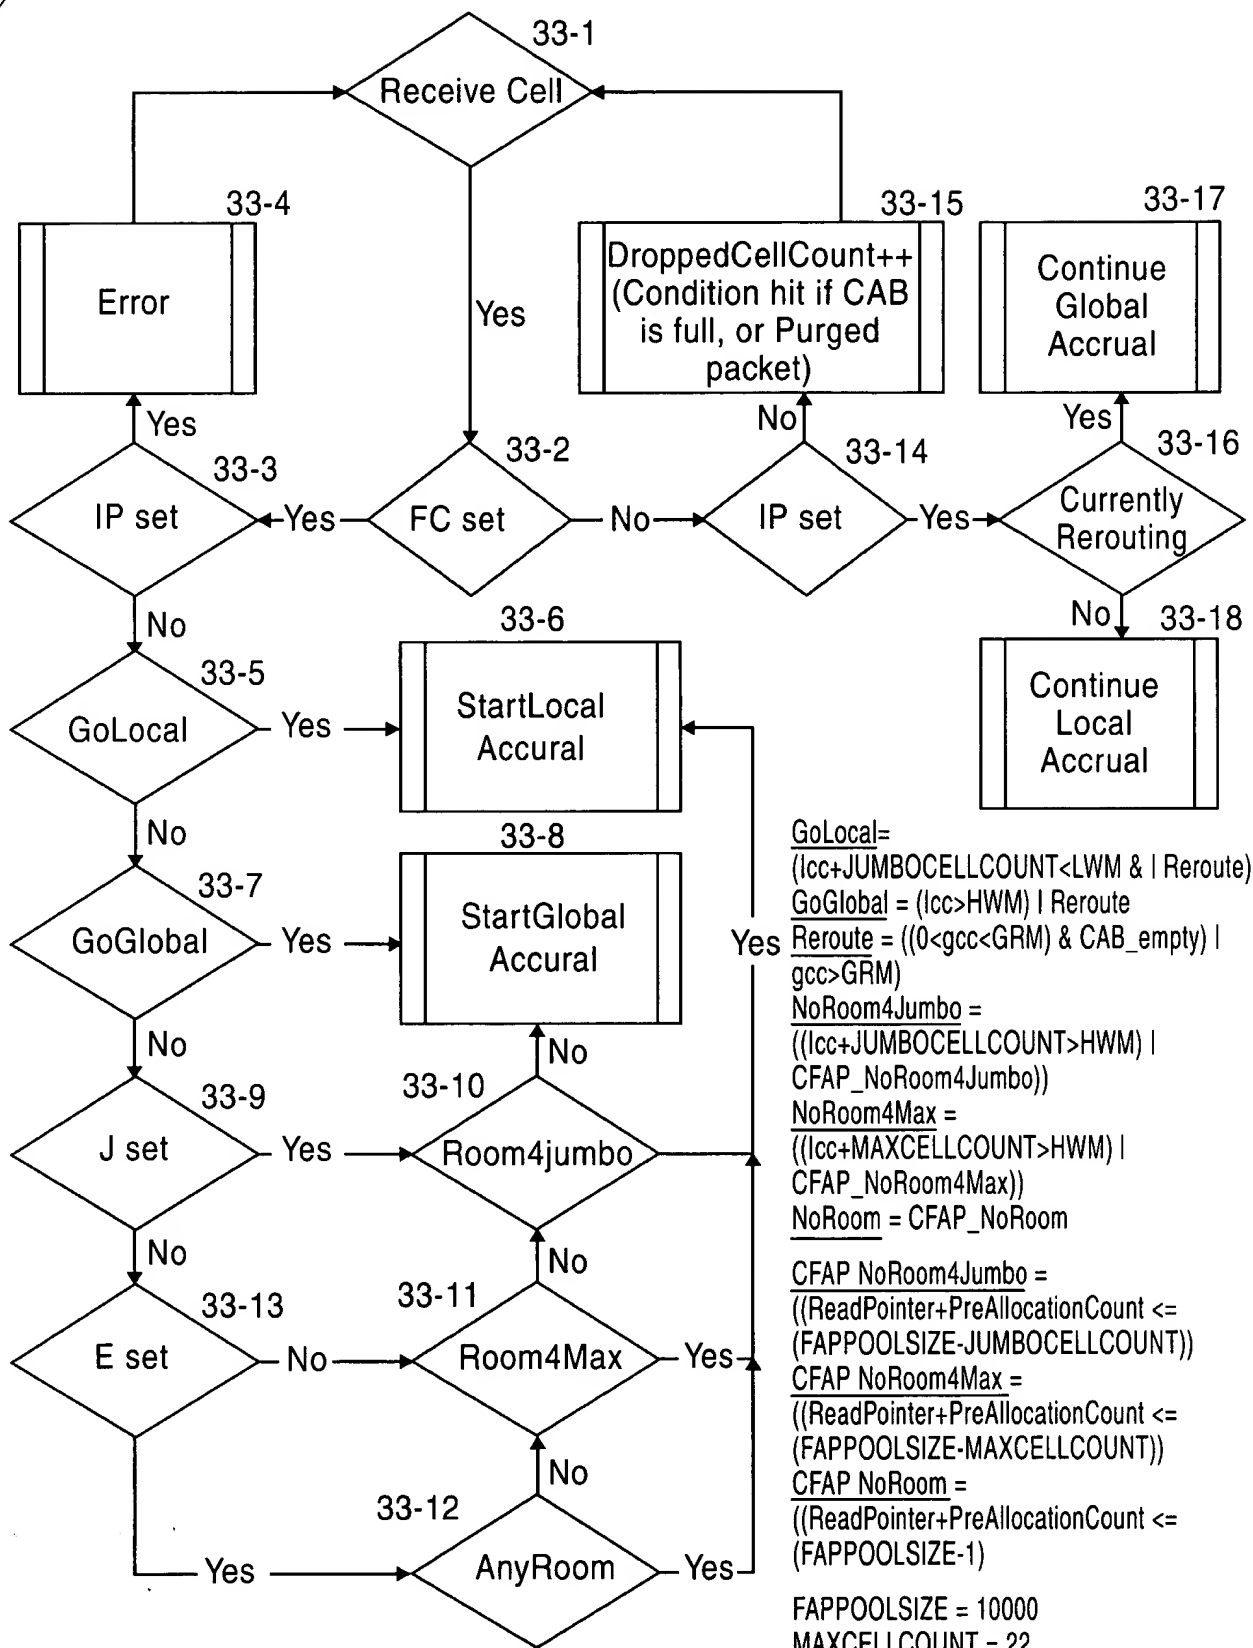 33-1
Receive Cell
33-4
33-15
33-17
Error
Yes
DroppedCellCount++
(Condition hit if CAB
is full, or Purged
packet)
Continue
Global
Accrual
Yes
No
Yes
33-3
33-2
33-14
33-16
IP set
Yes
FC set
No
IP set
Yes
Currently
Rerouting
No
33-6
No
33-18
33-5
GoLocal
Yes
StartLocal
Accural
Continue
Local
Accrual
No
33-8
33-7
GoGlobal
Yes
StartGlobal
Accural
Yes
No
No
33-9
33-10
J set
Yes
Room4jumbo
No
No
33-13
33-11
E set
No
Room4Max
Yes
No
33-12
Yes
AnyRoom
Yes
GoLocal=
(lcc+JUMBOCELLCOUNT<LWM & | Reroute)
GoGlobal = (lcc>HWM) | Reroute
Reroute = ((0<gcc<GRM) & CAB_empty) |
gcc>GRM)
NoRoom4Jumbo =
((lcc+JUMBOCELLCOUNT>HWM) |
CFAP_NoRoom4Jumbo))
NoRoom4Max =
((lcc+MAXCELLCOUNT>HWM) |
CFAP_NoRoom4Max))
NoRoom = CFAP_NoRoom
CFAP NoRoom4Jumbo =
((ReadPointer+PreAllocationCount <=
(FAPPOOLSIZE-JUMBOCELLCOUNT))
CFAP NoRoom4Max =
((ReadPointer+PreAllocationCount <=
(FAPPOOLSIZE-MAXCELLCOUNT))
CFAP NoRoom =
((ReadPointer+PreAllocationCount <=
(FAPPOOLSIZE-1)
FAPPOOLSIZE = 10000
MAXCELLCOUNT = 22